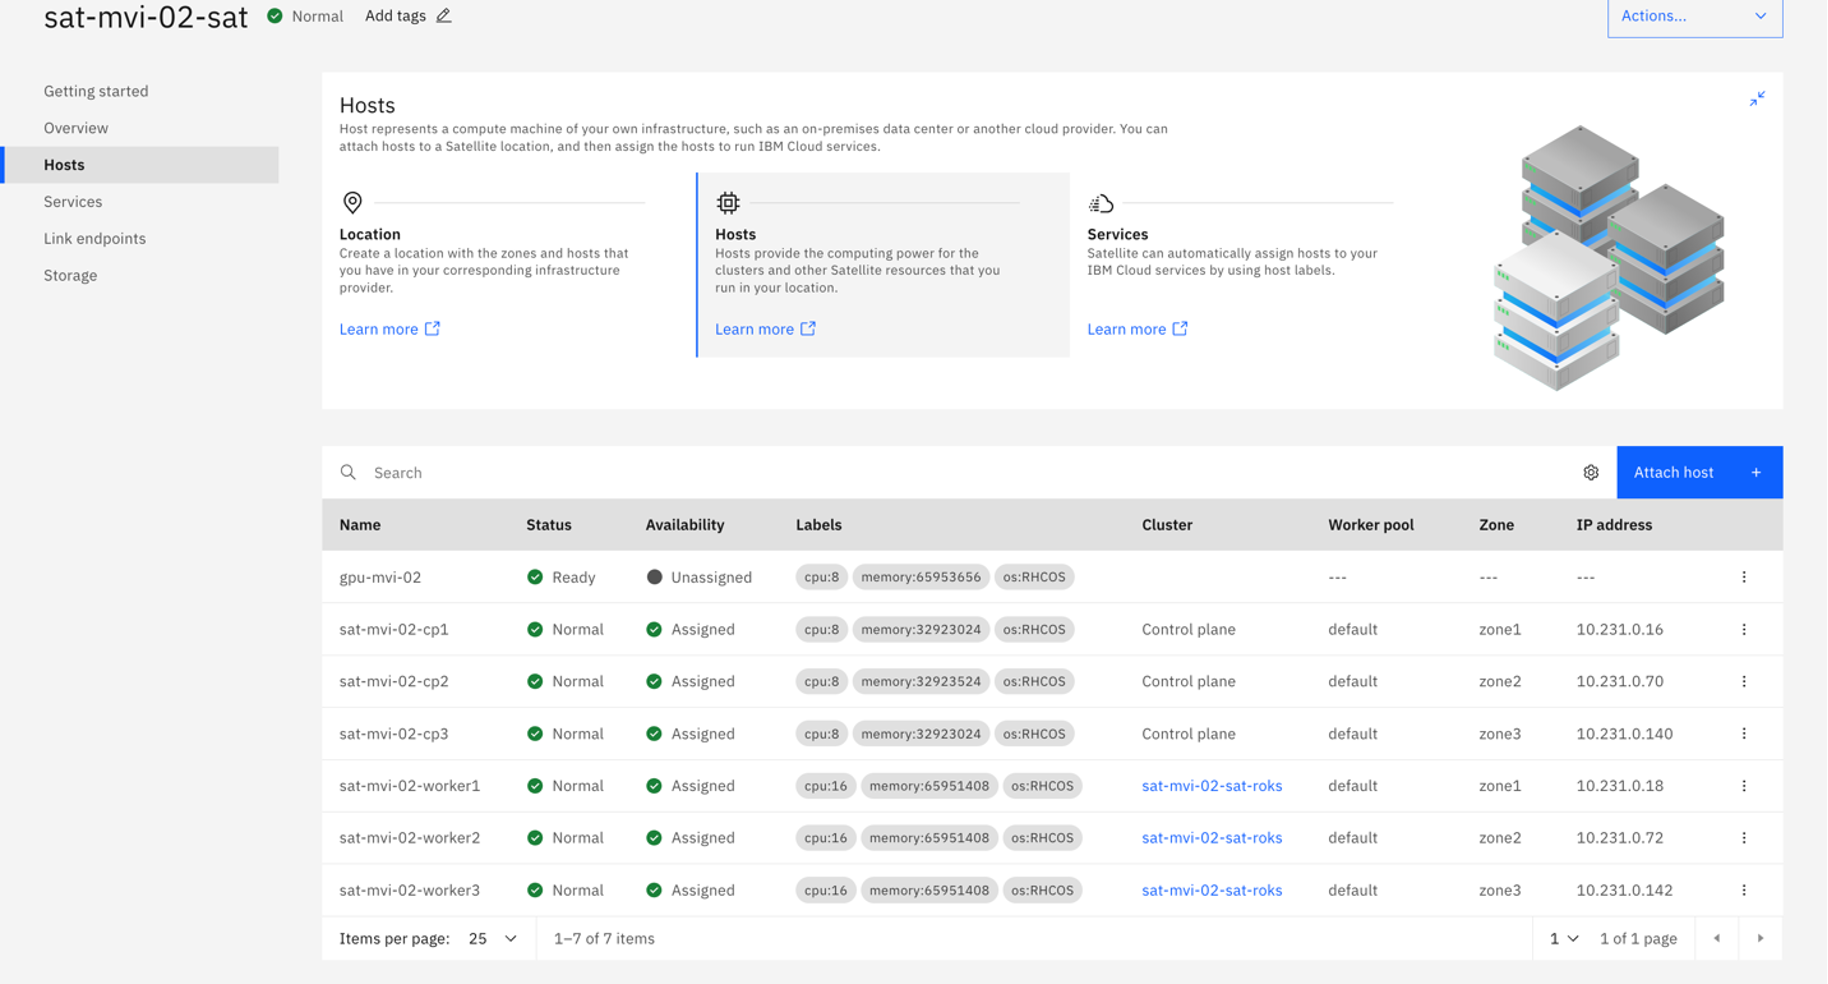 sat-mvi-02-sat Normal Add tags Actions...
Getting started
Overview
Hosts
Services
Link endpoints
Storage
Hosts
Host represents a compute machine of your own infrastructure, such as an on-premises data center or another cloud provider. You can
attach hosts to a Satellite location, and then assign the hosts to run IBM Cloud services.
Location
Create a location with the zones and hosts that
you have in your corresponding infrastructure
provider.
Learn more
Hosts
Hosts provide the computing power for the
clusters and other Satellite resources that you
run in your location.
Learn more
Services
Satellite can automatically assign hosts to your
IBM Cloud services by using host labels.
Learn more
Search Attach host +
Name Status Availability Labels Cluster Worker pool Zone IP address
gpu-mvi-02 Ready Unassigned cpu:8 memory:65953656 os:RHCOS --- --- ---
sat-mvi-02-cp1 Normal Assigned cpu:8 memory:32923024 os:RHCOS Control plane default zone1 10.231.0.16
sat-mvi-02-cp2 Normal Assigned cpu:8 memory:32923524 os:RHCOS Control plane default zone2 10.231.0.70
sat-mvi-02-cp3 Normal Assigned cpu:8 memory:32923024 os:RHCOS Control plane default zone3 10.231.0.140
sat-mvi-02-worker1 Normal Assigned cpu:16 memory:65951408 os:RHCOS sat-mvi-02-sat-roks default zone1 10.231.0.18
sat-mvi-02-worker2 Normal Assigned cpu:16 memory:65951408 os:RHCOS sat-mvi-02-sat-roks default zone2 10.231.0.72
sat-mvi-02-worker3 Normal Assigned cpu:16 memory:65951408 os:RHCOS sat-mvi-02-sat-roks default zone3 10.231.0.142
Items per page: 25 1–7 of 7 items 1 1 of 1 page